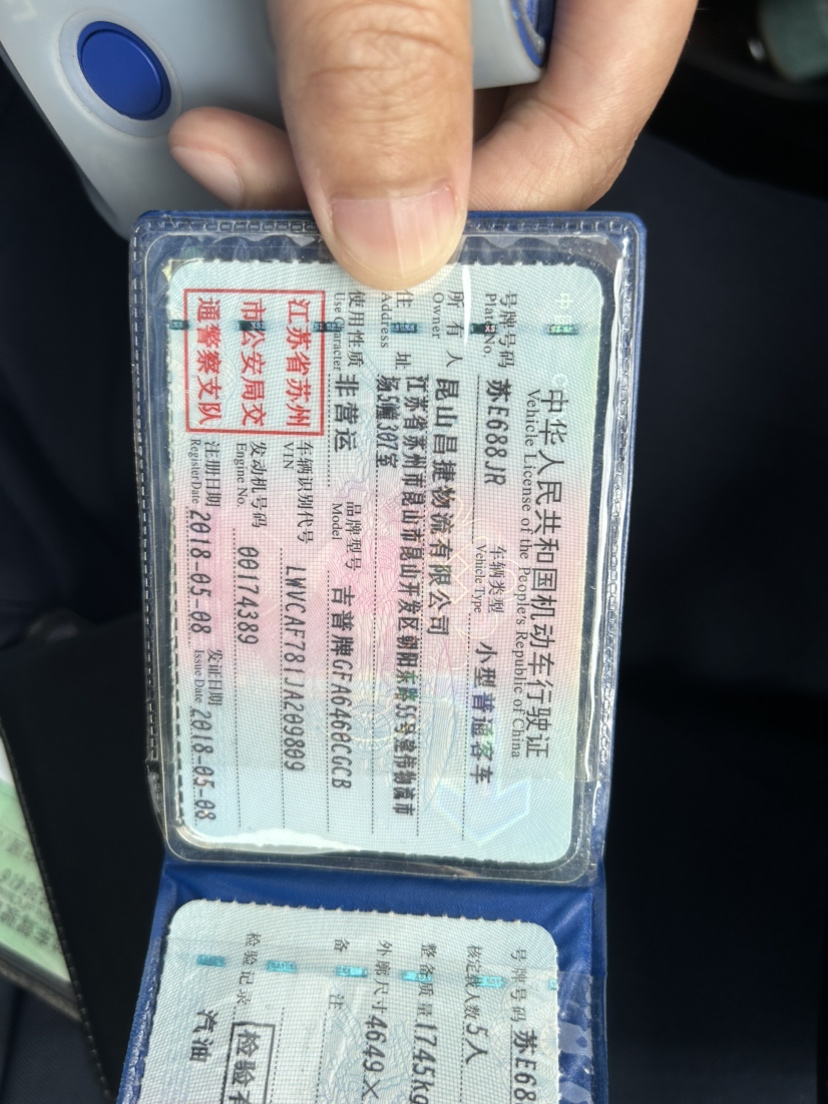 中华人民共和国机动车行驶证
Vehicle License of the People's Republic of China
号牌号码 苏E688JR 车辆类型 小型普通客车
Plate No. Vehicle Type
所有人 昆山昌捷物流有限公司
Owner
住址 江苏省苏州市昆山市昆山开发区朝阳东路55号建伟物流市
Address 场5幢307室
使用性质 非营运 品牌型号 吉普牌GFA6460CGCB
Use Character Model
江苏省苏州
市公安局交
通警察支队
车辆识别代号 LWVCAF781JA209809
VIN
发动机号码 00174389
Engine No.
注册日期 2018-05-08 发证日期 2018-05-08
Register Date Issue Date
号牌号码 苏E68
核定载人数 5人
整备质量 1745kg
外廓尺寸 4649×
备注
检验记录 检验
汽油